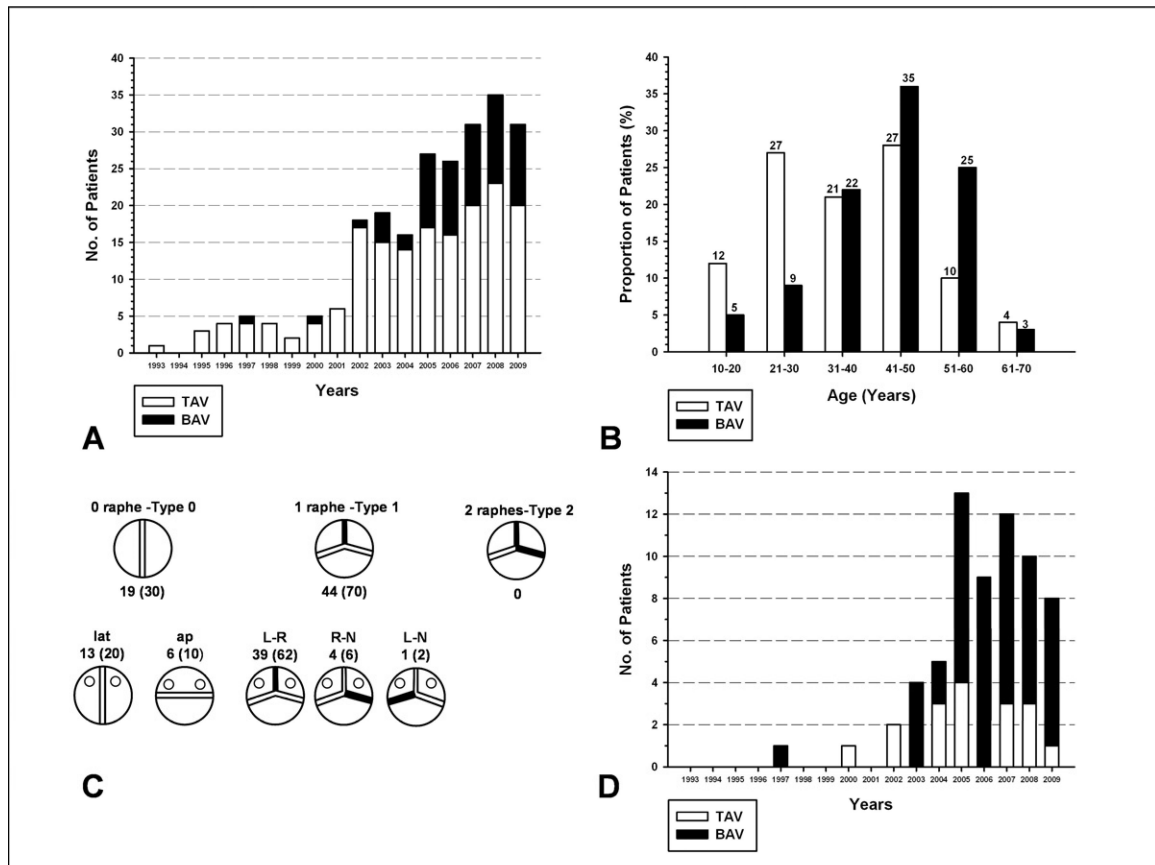 40
35
30
25
20
15
10
5
0
No. of Patients
1993 1994 1995 1996 1997 1998 1999 2000 2001 2002 2003 2004 2005 2006 2007 2008 2009
Years
TAV
BAV
A
40
35
30
25
20
15
10
5
0
Proportion of Patients (%)
12 5 27 9 21 22 27 35 10 25 4 3
10-20 21-30 31-40 41-50 51-60 61-70
Age (Years)
TAV
BAV
B
0 raphe -Type 0
19 (30)
1 raphe -Type 1
44 (70)
2 raphes-Type 2
0
lat
13 (20)
ap
6 (10)
L-R
39 (62)
R-N
4 (6)
L-N
1 (2)
C
14
12
10
8
6
4
2
0
No. of Patients
1993 1994 1995 1996 1997 1998 1999 2000 2001 2002 2003 2004 2005 2006 2007 2008 2009
Years
TAV
BAV
D